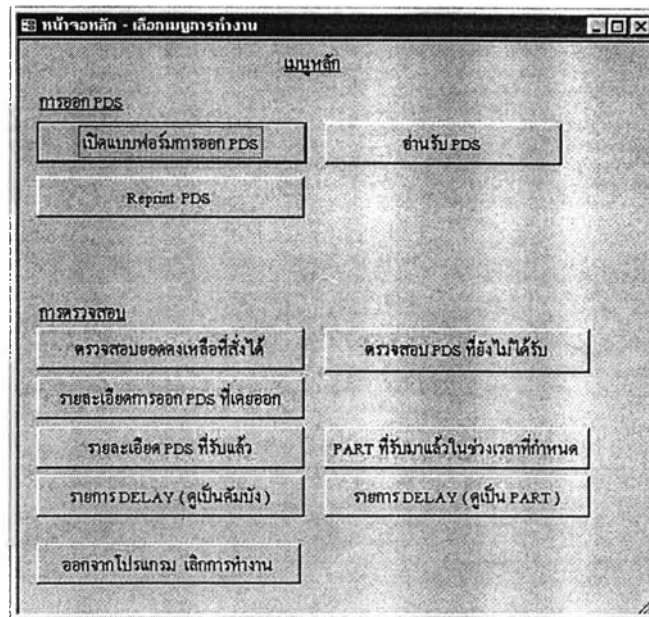 หน้าจอหลัก - เลือกเมนูการทำงาน
เมนูหลัก
การออก PDS
เปิดแบบฟอร์มการออก PDS
อ่านรับ PDS
Reprint PDS
การตรวจสอบ
ตรวจสอบยอดคงเหลือที่สั่งได้
ตรวจสอบ PDS ที่ยังไม่ได้รับ
รายละเอียดการออก PDS ที่เคยออก
รายละเอียด PDS ที่รับแล้ว
PART ที่รับมาแล้วในช่วงเวลาที่กำหนด
รายการ DELAY ( ดูเป็นคัมบัง )
รายการ DELAY ( ดูเป็น PART )
ออกจากโปรแกรม เลิกการทำงาน